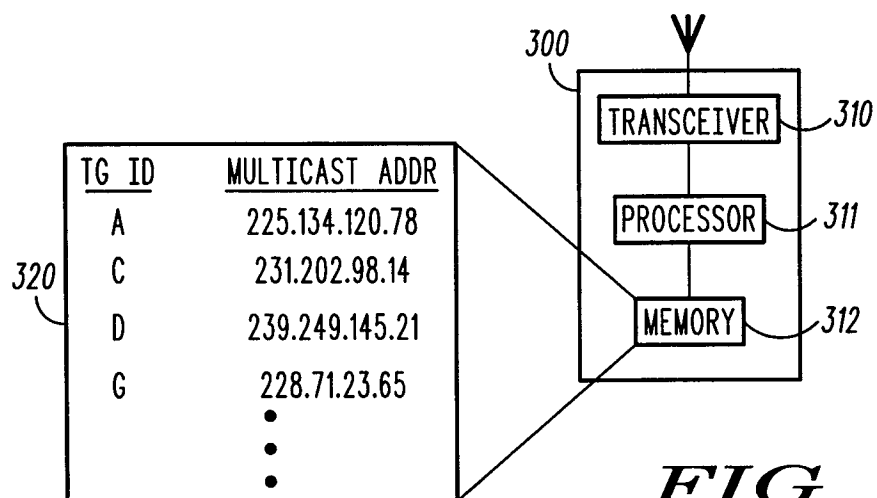 300
TRANSCEIVER
310
PROCESSOR
311
MEMORY
312
320
TG ID MULTICAST ADDR
A 225.134.120.78
C 231.202.98.14
D 239.249.145.21
G 228.71.23.65
FIG